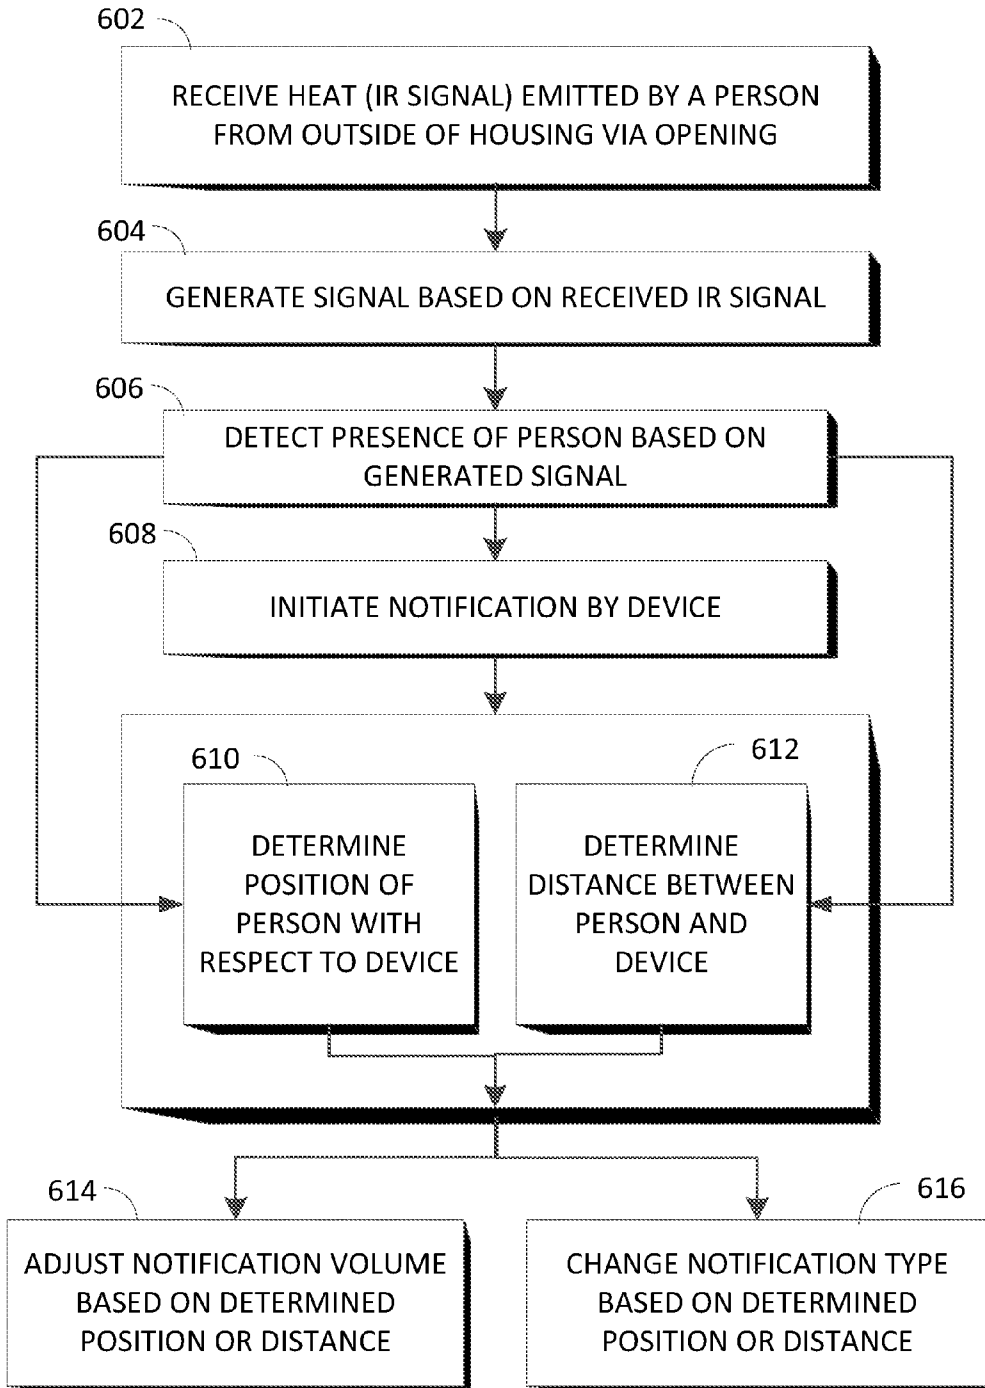 602
RECEIVE HEAT (IR SIGNAL) EMITTED BY A PERSON
FROM OUTSIDE OF HOUSING VIA OPENING
604
GENERATE SIGNAL BASED ON RECEIVED IR SIGNAL
606
DETECT PRESENCE OF PERSON BASED ON
GENERATED SIGNAL
608
INITIATE NOTIFICATION BY DEVICE
610
DETERMINE
POSITION OF
PERSON WITH
RESPECT TO DEVICE
612
DETERMINE
DISTANCE BETWEEN
PERSON AND
DEVICE
614
ADJUST NOTIFICATION VOLUME
BASED ON DETERMINED
POSITION OR DISTANCE
616
CHANGE NOTIFICATION TYPE
BASED ON DETERMINED
POSITION OR DISTANCE